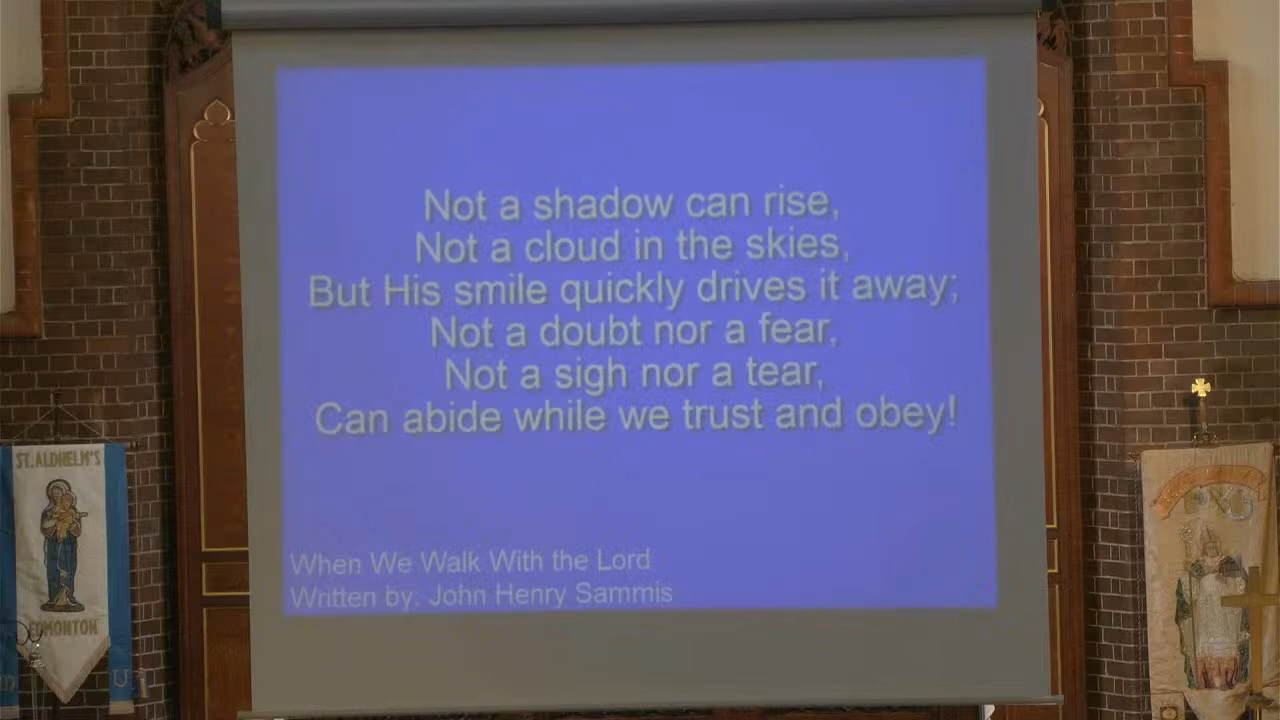 Not a shadow can rise,
Not a cloud in the skies,
But His smile quickly drives it away;
Not a doubt nor a fear,
Not a sigh nor a tear,
Can abide while we trust and obey!
When We Walk With the Lord
Written by: John Henry Sammis
ST. ALDHELM'S
EDMONTON
U